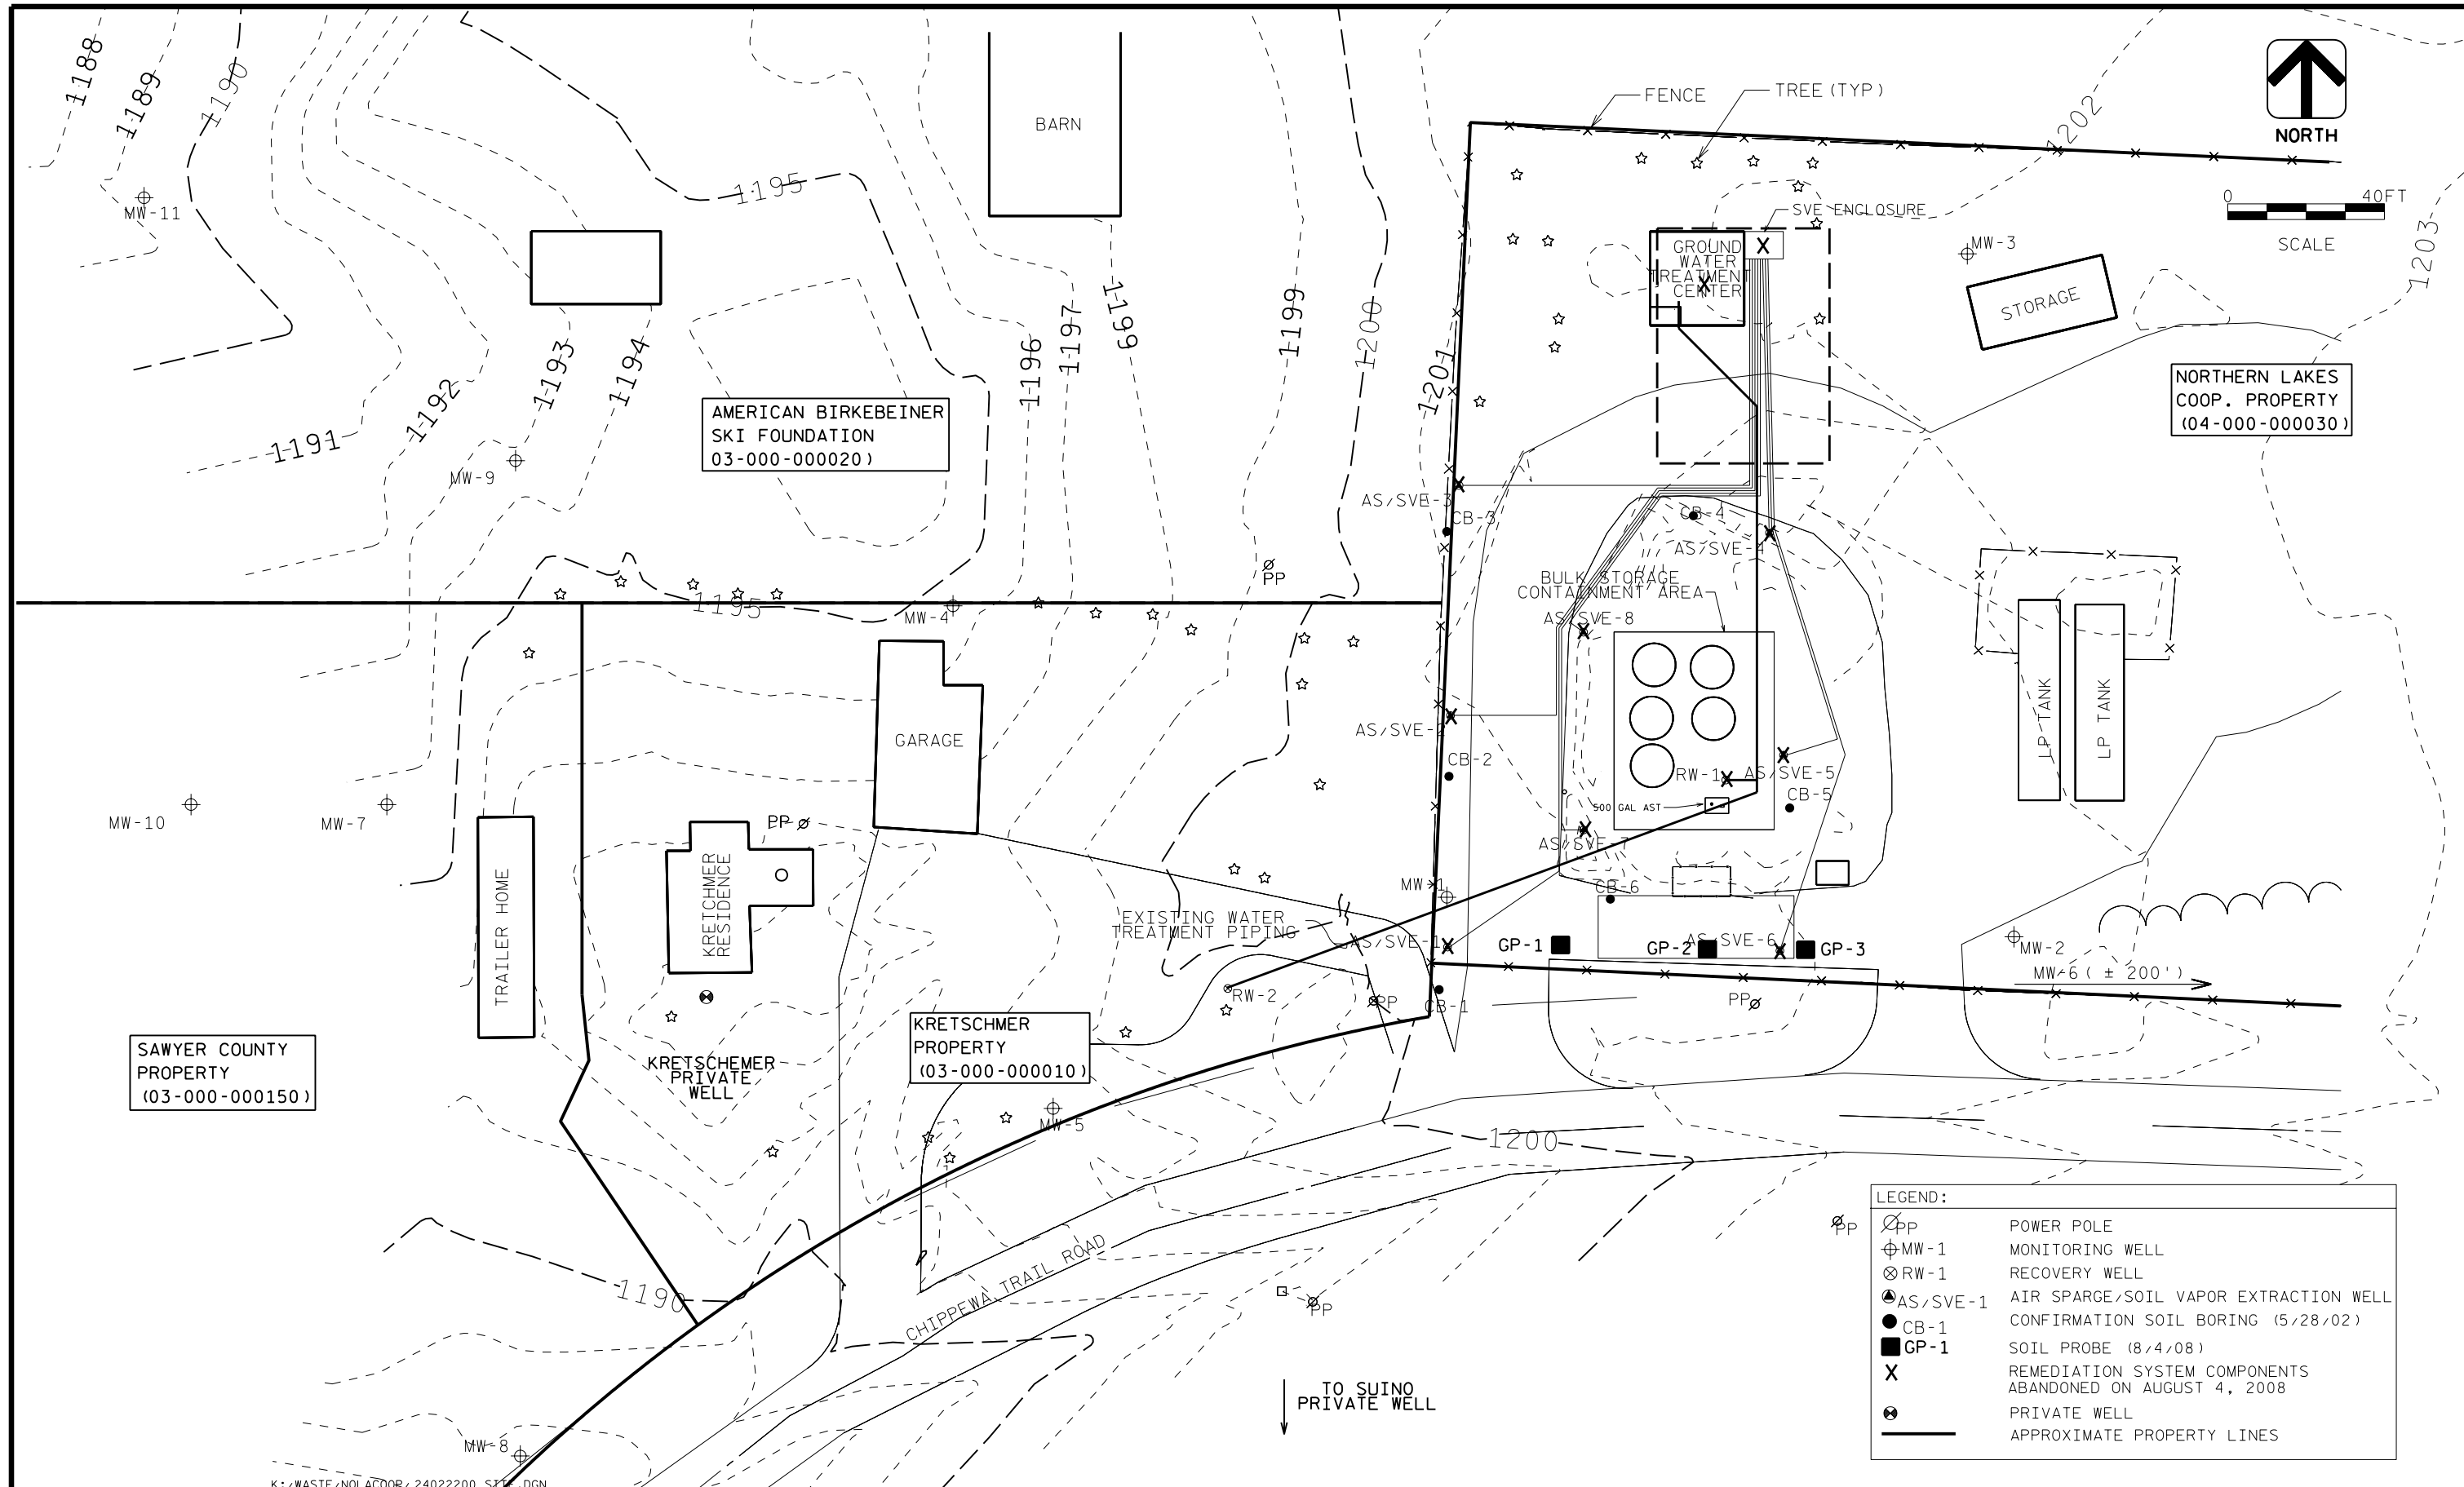 1188
1189
1190
1195
BARN
FENCE
TREE (TYP)
1202
NORTH
0 40FT
SCALE
MW-11
SVE ENCLOSURE
GROUND
WATER
TREATMENT
CENTER
MW-3
STORAGE
1203
1191
1192
1193
1194
1196
1197
1199
1199
1200
1201
NORTHERN LAKES
COOP. PROPERTY
(04-000-000030)
AMERICAN BIRKEBEINER
SKI FOUNDATION
03-000-000020)
MW-9
AS/SVE-3
CB-3
CB-4
AS/SVE-4
PP
BULK STORAGE
CONTAINMENT AREA
1195
MW-4
AS/SVE-8
GARAGE
AS/SVE-2
CB-2
RW-1
AS/SVE-5
CB-5
500 GAL AST
LP TANK
LP TANK
MW-10
MW-7
PP
AS/SVE-7
TRAILER HOME
KRETCHMER
RESIDENCE
MW-1
CB-6
EXISTING WATER
TREATMENT PIPING
AS/SVE-1
GP-1
GP-2
AS/SVE-6
GP-3
MW-2
MW-6 ( ± 200')
RW-2
PP
CB-1
PP
SAWYER COUNTY
PROPERTY
(03-000-000150)
KRETSCHEMER
PRIVATE
WELL
KRETSCHMER
PROPERTY
(03-000-000010)
MW-5
1200
1190
CHIPPEWA TRAIL ROAD
PP
PP
TO SUINO
PRIVATE WELL
MW-8
K:/WASTE/NOLACOOP/24022200 SITE.DGN
LEGEND:
PP POWER POLE
MW-1 MONITORING WELL
RW-1 RECOVERY WELL
AS/SVE-1 AIR SPARGE/SOIL VAPOR EXTRACTION WELL
CB-1 CONFIRMATION SOIL BORING (5/28/02)
GP-1 SOIL PROBE (8/4/08)
X REMEDIATION SYSTEM COMPONENTS
ABANDONED ON AUGUST 4, 2008
PRIVATE WELL
APPROXIMATE PROPERTY LINES